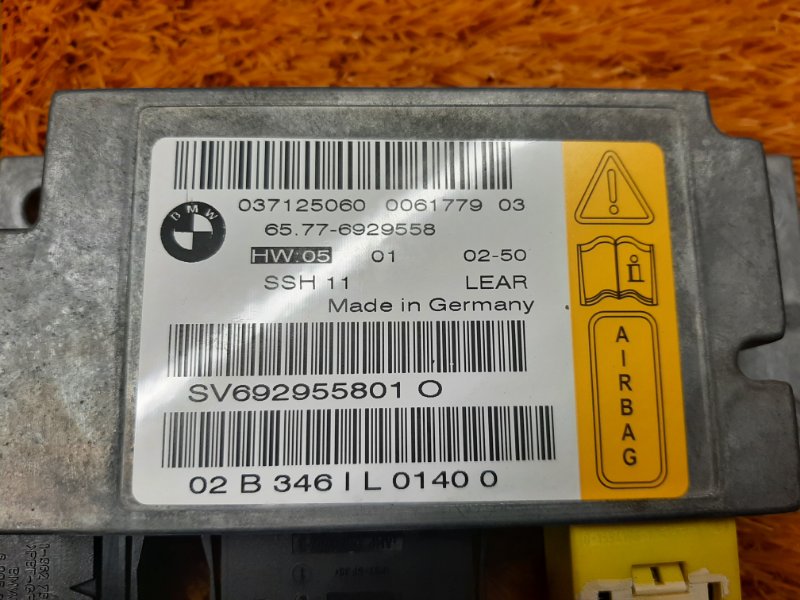 037125060 0061779 03
BMW
65.77-6929558
HW:05 01 02-50
SSH 11 LEAR
Made in Germany
SV692955801 O
02 B 346 I L 0140 0
AIRBAG